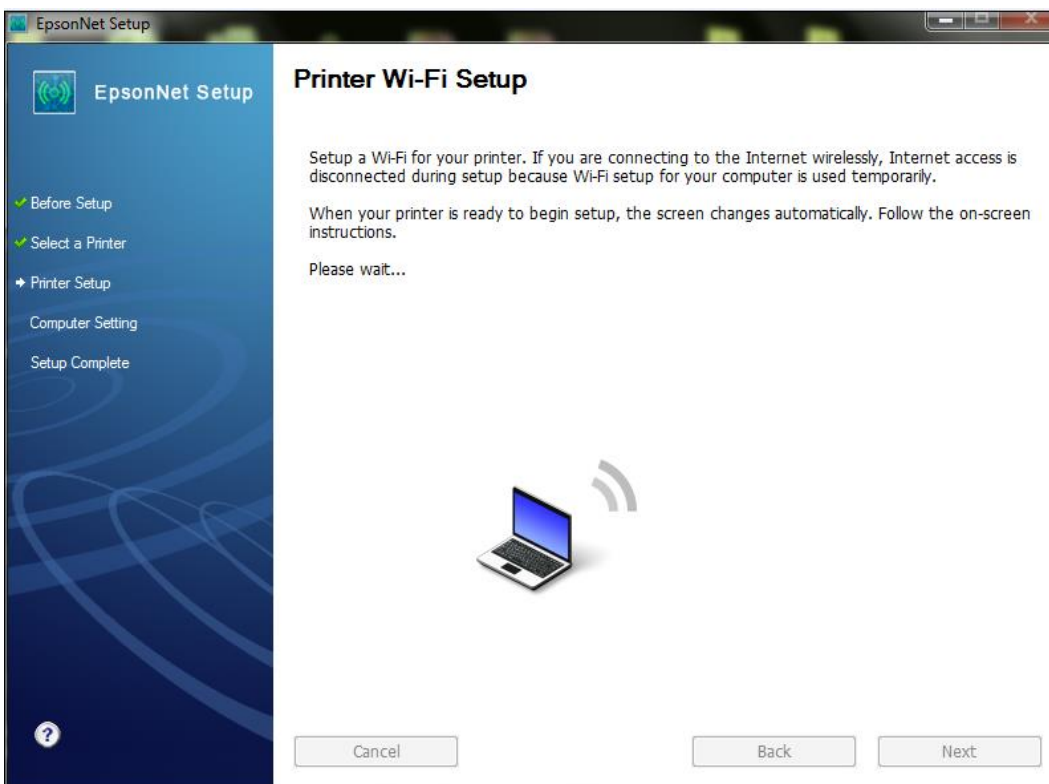 EpsonNet Setup
EpsonNet Setup
Before Setup
Select a Printer
Printer Setup
Computer Setting
Setup Complete
?
Printer Wi-Fi Setup
Setup a Wi-Fi for your printer. If you are connecting to the Internet wirelessly, Internet access is
disconnected during setup because Wi-Fi setup for your computer is used temporarily.
When your printer is ready to begin setup, the screen changes automatically. Follow the on-screen
instructions.
Please wait...
Cancel
Back
Next